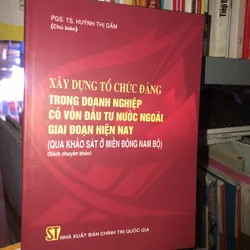 PGS. TS. HUỲNH THỊ GẤM
(Chủ biên)
XÂY DỰNG TỔ CHỨC ĐẢNG
TRONG DOANH NGHIỆP
CÓ VỐN ĐẦU TƯ NƯỚC NGOÀI
GIAI ĐOẠN HIỆN NAY
(QUA KHẢO SÁT Ở MIỀN ĐÔNG NAM BỘ)
(Sách chuyên khảo)
ST NHÀ XUẤT BẢN CHÍNH TRỊ QUỐC GIA